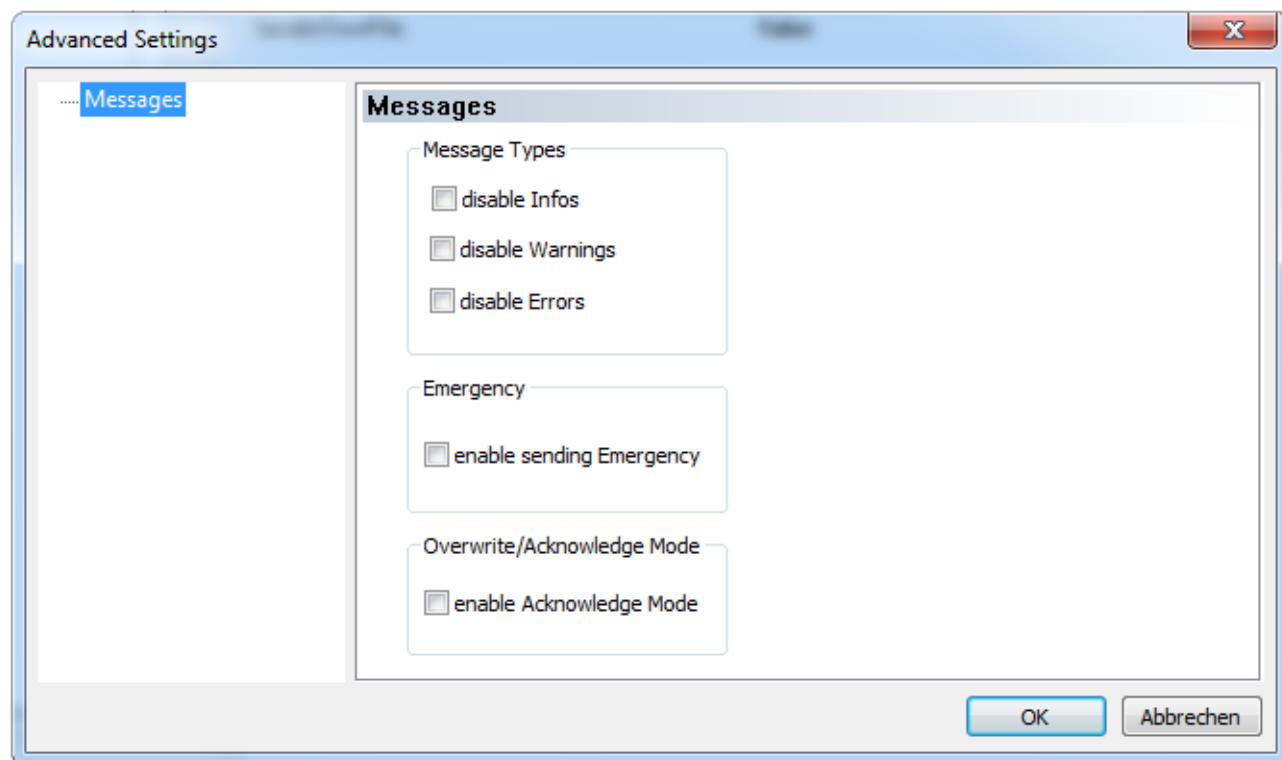 Advanced Settings
Messages
Messages
Message Types
disable Infos
disable Warnings
disable Errors
Emergency
enable sending Emergency
Overwrite/Acknowledge Mode
enable Acknowledge Mode
OK
Abbrechen